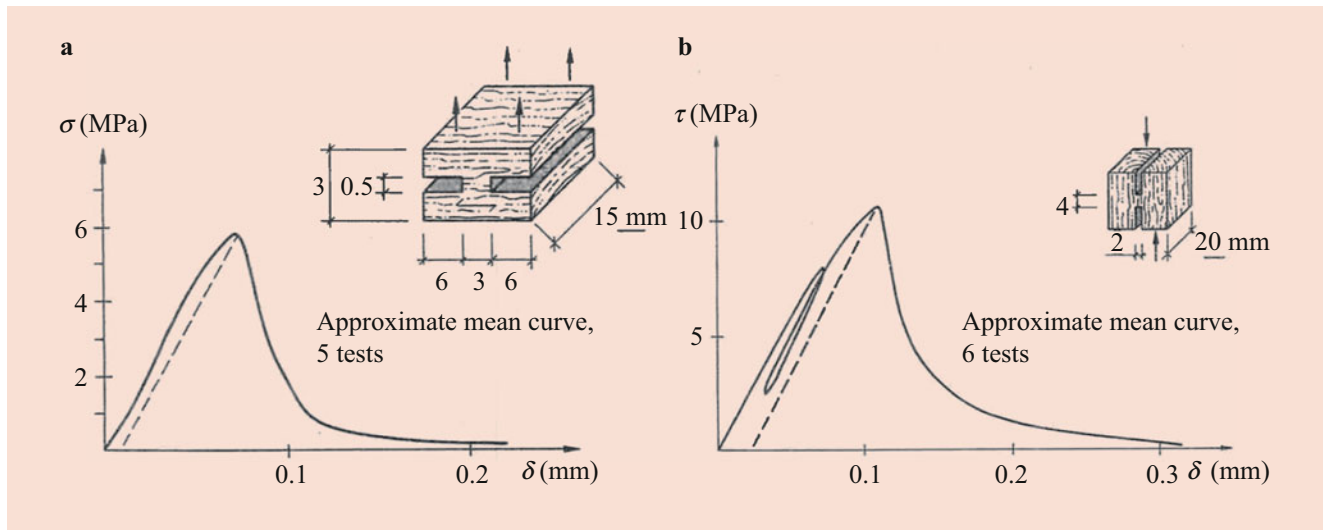 a
σ (MPa)
6
4
2
0.1
0.2
δ (mm)
3
0.5
15 mm
6 3 6
Approximate mean curve,
5 tests
b
τ (MPa)
10
5
0.1
0.2
0.3
δ (mm)
4
2
20 mm
Approximate mean curve,
6 tests